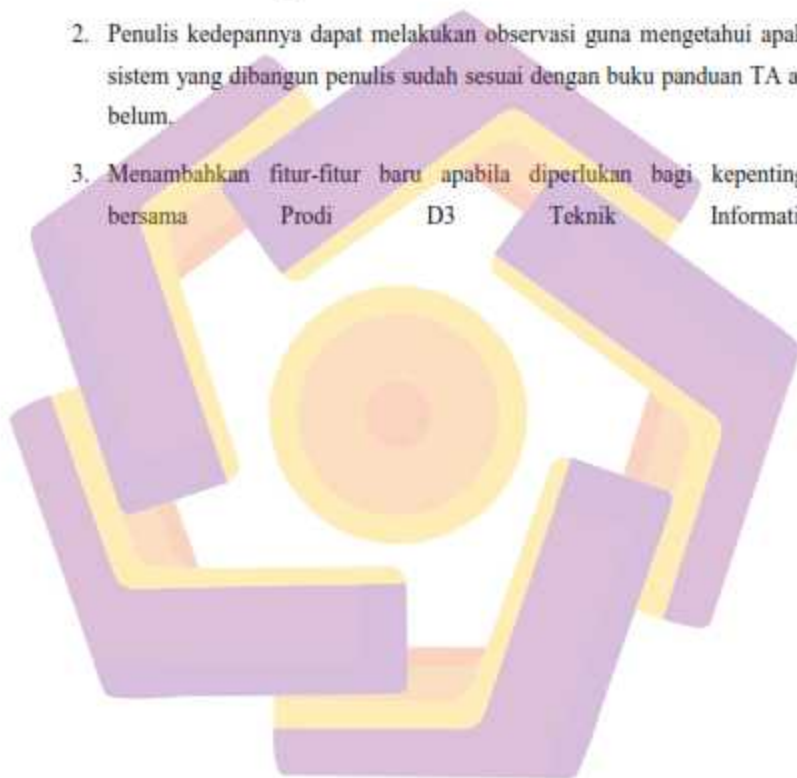 2. Penulis kedepannya dapat melakukan observasi guna mengetahui apal
sistem yang dibangun penulis sudah sesuai dengan buku panduan TA a
belum.
3. Menambahkan fitur-fitur baru apabila diperlukan bagi kepenting
bersama Prodi D3 Teknik Informati